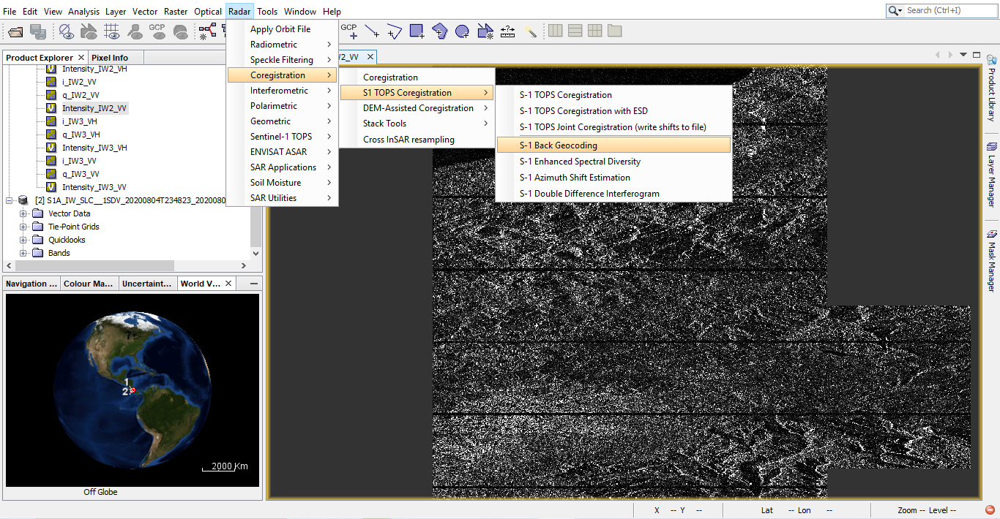 File Edit View Analysis Layer Vector Raster Optical Radar Tools Window Help
Search (Ctrl+I)
GCP
GCP
Product Explorer Pixel Info
2_VV
Intensity_IW2_VH
i_IW2_VV
q_IW2_VV
Intensity_IW2_VV
i_IW3_VH
q_IW3_VH
Intensity_IW3_VH
i_IW3_VV
q_IW3_VV
Intensity_IW3_VV
[2] S1A_IW_SLC__1SDV_20200804T234823_2020080
Vector Data
Tie-Point Grids
Quicklooks
Bands
Apply Orbit File
Radiometric
Speckle Filtering
Coregistration
Interferometric
Polarimetric
Geometric
Sentinel-1 TOPS
ENVISAT ASAR
SAR Applications
Soil Moisture
SAR Utilities
Coregistration
S1 TOPS Coregistration
DEM-Assisted Coregistration
Stack Tools
Cross InSAR resampling
S-1 TOPS Coregistration
S-1 TOPS Coregistration with ESD
S-1 TOPS Joint Coregistration (write shifts to file)
S-1 Back Geocoding
S-1 Enhanced Spectral Diversity
S-1 Azimuth Shift Estimation
S-1 Double Difference Interferogram
Product Library
Layer Manager
Mask Manager
Navigation ... Colour Ma... Uncertaint... World V...
1
2
2000 Km
Off Globe
X -- Y -- Lat -- Lon -- Zoom -- Level --